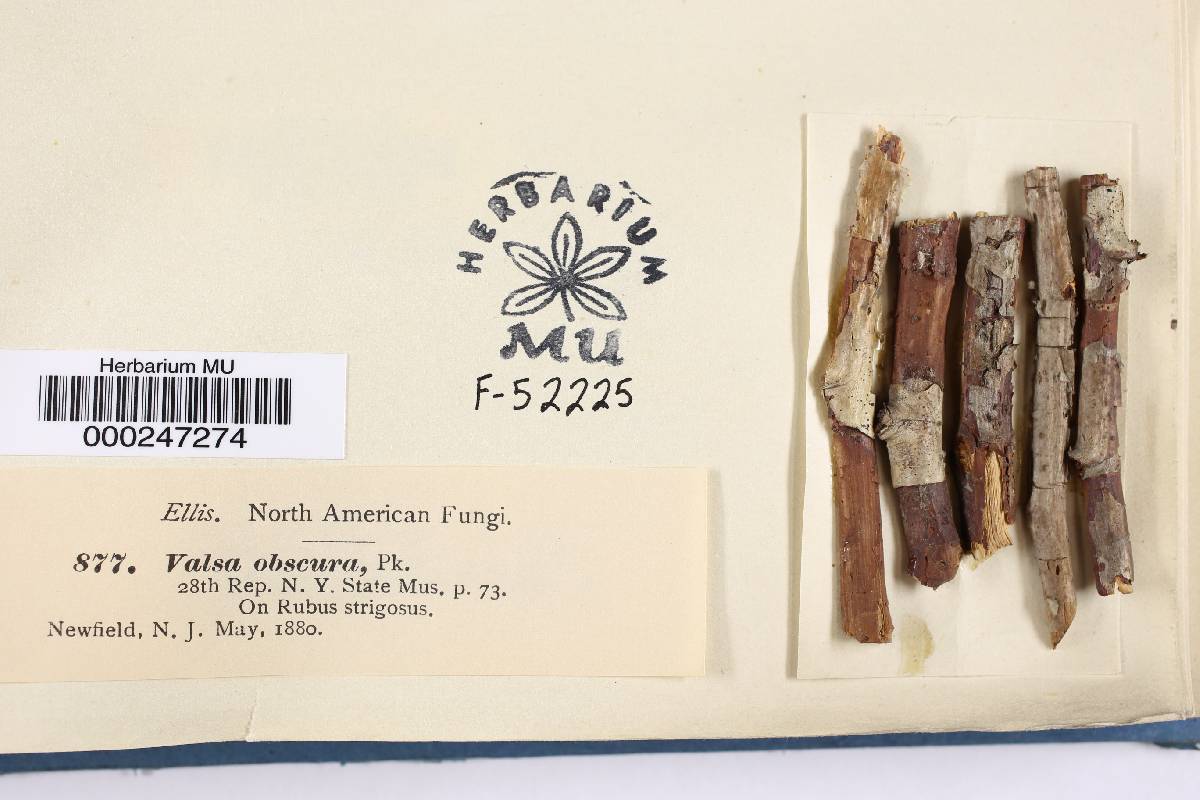 HERBARIUM
MU
F-52225
Herbarium MU
000247274
Ellis. North American Fungi.
877. Valsa obscura, Pk.
28th Rep. N. Y. State Mus. p. 73.
On Rubus strigosus.
Newfield, N. J. May, 1880.